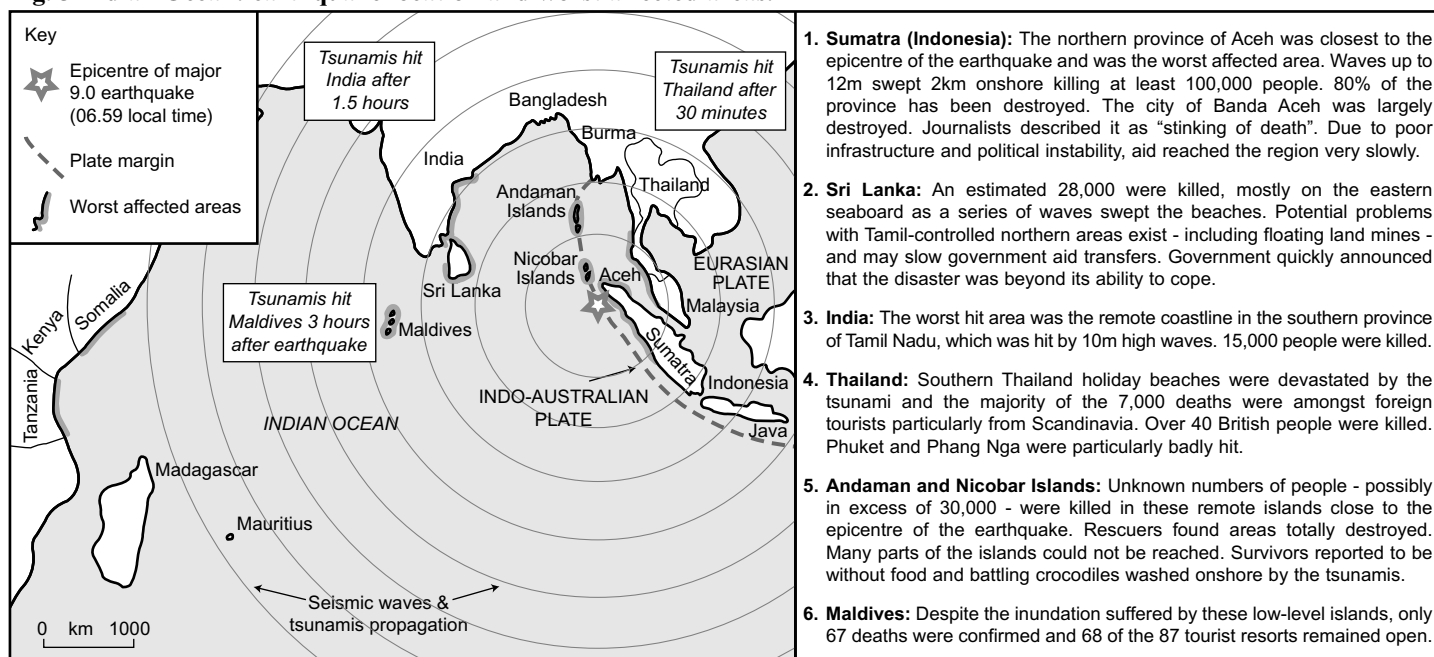 Key
Epicentre of major
9.0 earthquake
(06.59 local time)
Plate margin
Worst affected areas
Tsunamis hit
India after
1.5 hours
Tsunamis hit
Thailand after
30 minutes
Bangladesh
Burma
India
Thailand
Andaman
Islands
Nicobar
Islands
Aceh
EURASIAN
PLATE
Sri Lanka
Malaysia
Tsunamis hit
Maldives 3 hours
after earthquake
Maldives
Somalia
Kenya
Tanzania
Sumatra
Indonesia
INDO-AUSTRALIAN
PLATE
Java
INDIAN OCEAN
Madagascar
Mauritius
Seismic waves &
tsunamis propagation
0 km 1000
1. Sumatra (Indonesia): The northern province of Aceh was closest to the
epicentre of the earthquake and was the worst affected area. Waves up to
12m swept 2km onshore killing at least 100,000 people. 80% of the
province has been destroyed. The city of Banda Aceh was largely
destroyed. Journalists described it as “stinking of death”. Due to poor
infrastructure and political instability, aid reached the region very slowly.
2. Sri Lanka: An estimated 28,000 were killed, mostly on the eastern
seaboard as a series of waves swept the beaches. Potential problems
with Tamil-controlled northern areas exist - including floating land mines -
and may slow government aid transfers. Government quickly announced
that the disaster was beyond its ability to cope.
3. India: The worst hit area was the remote coastline in the southern province
of Tamil Nadu, which was hit by 10m high waves. 15,000 people were killed.
4. Thailand: Southern Thailand holiday beaches were devastated by the
tsunami and the majority of the 7,000 deaths were amongst foreign
tourists particularly from Scandinavia. Over 40 British people were killed.
Phuket and Phang Nga were particularly badly hit.
5. Andaman and Nicobar Islands: Unknown numbers of people - possibly
in excess of 30,000 - were killed in these remote islands close to the
epicentre of the earthquake. Rescuers found areas totally destroyed.
Many parts of the islands could not be reached. Survivors reported to be
without food and battling crocodiles washed onshore by the tsunamis.
6. Maldives: Despite the inundation suffered by these low-level islands, only
67 deaths were confirmed and 68 of the 87 tourist resorts remained open.